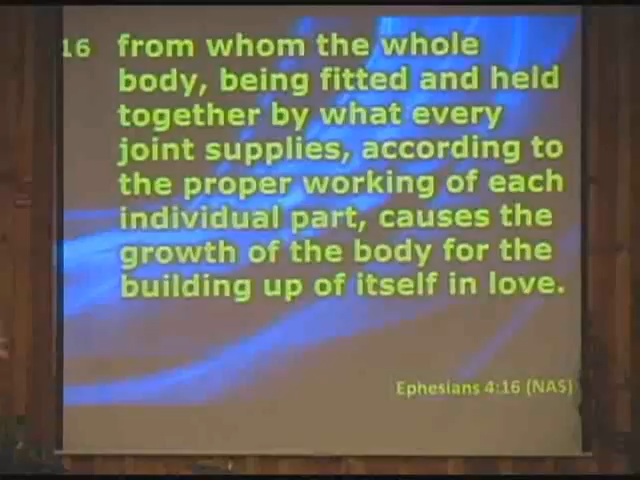 16 from whom the whole
body, being fitted and held
together by what every
joint supplies, according to
the proper working of each
individual part, causes the
growth of the body for the
building up of itself in love.
Ephesians 4:16 (NAS)